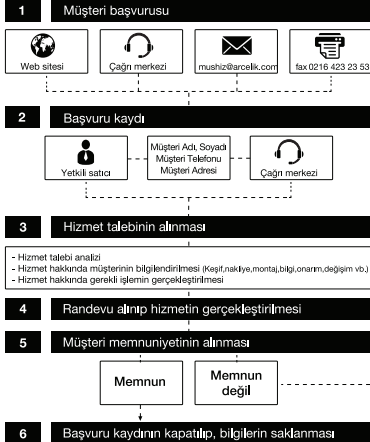 1 Müşteri başvurusu
Web sitesi
Çağrı merkezi
mushiz@arcelik.com
fax 0216 423 23 53
2 Başvuru kaydı
Yetkili satıcı
Müşteri Adı, Soyadı
Müşteri Telefonu
Müşteri Adresi
Çağrı merkezi
3 Hizmet talebinin alınması
- Hizmet talebi analizi
- Hizmet hakkında müşterinin bilgilendirilmesi (Keşif,nakliye,montaj,bilgi,onarım,değişim vb.)
- Hizmet hakkında gerekli işlemin gerçekleştirilmesi
4 Randevu alınıp hizmetin gerçekleştirilmesi
5 Müşteri memnuniyetinin alınması
Memnun
Memnun
değil
6 Başvuru kaydının kapatılıp, bilgilerin saklanması